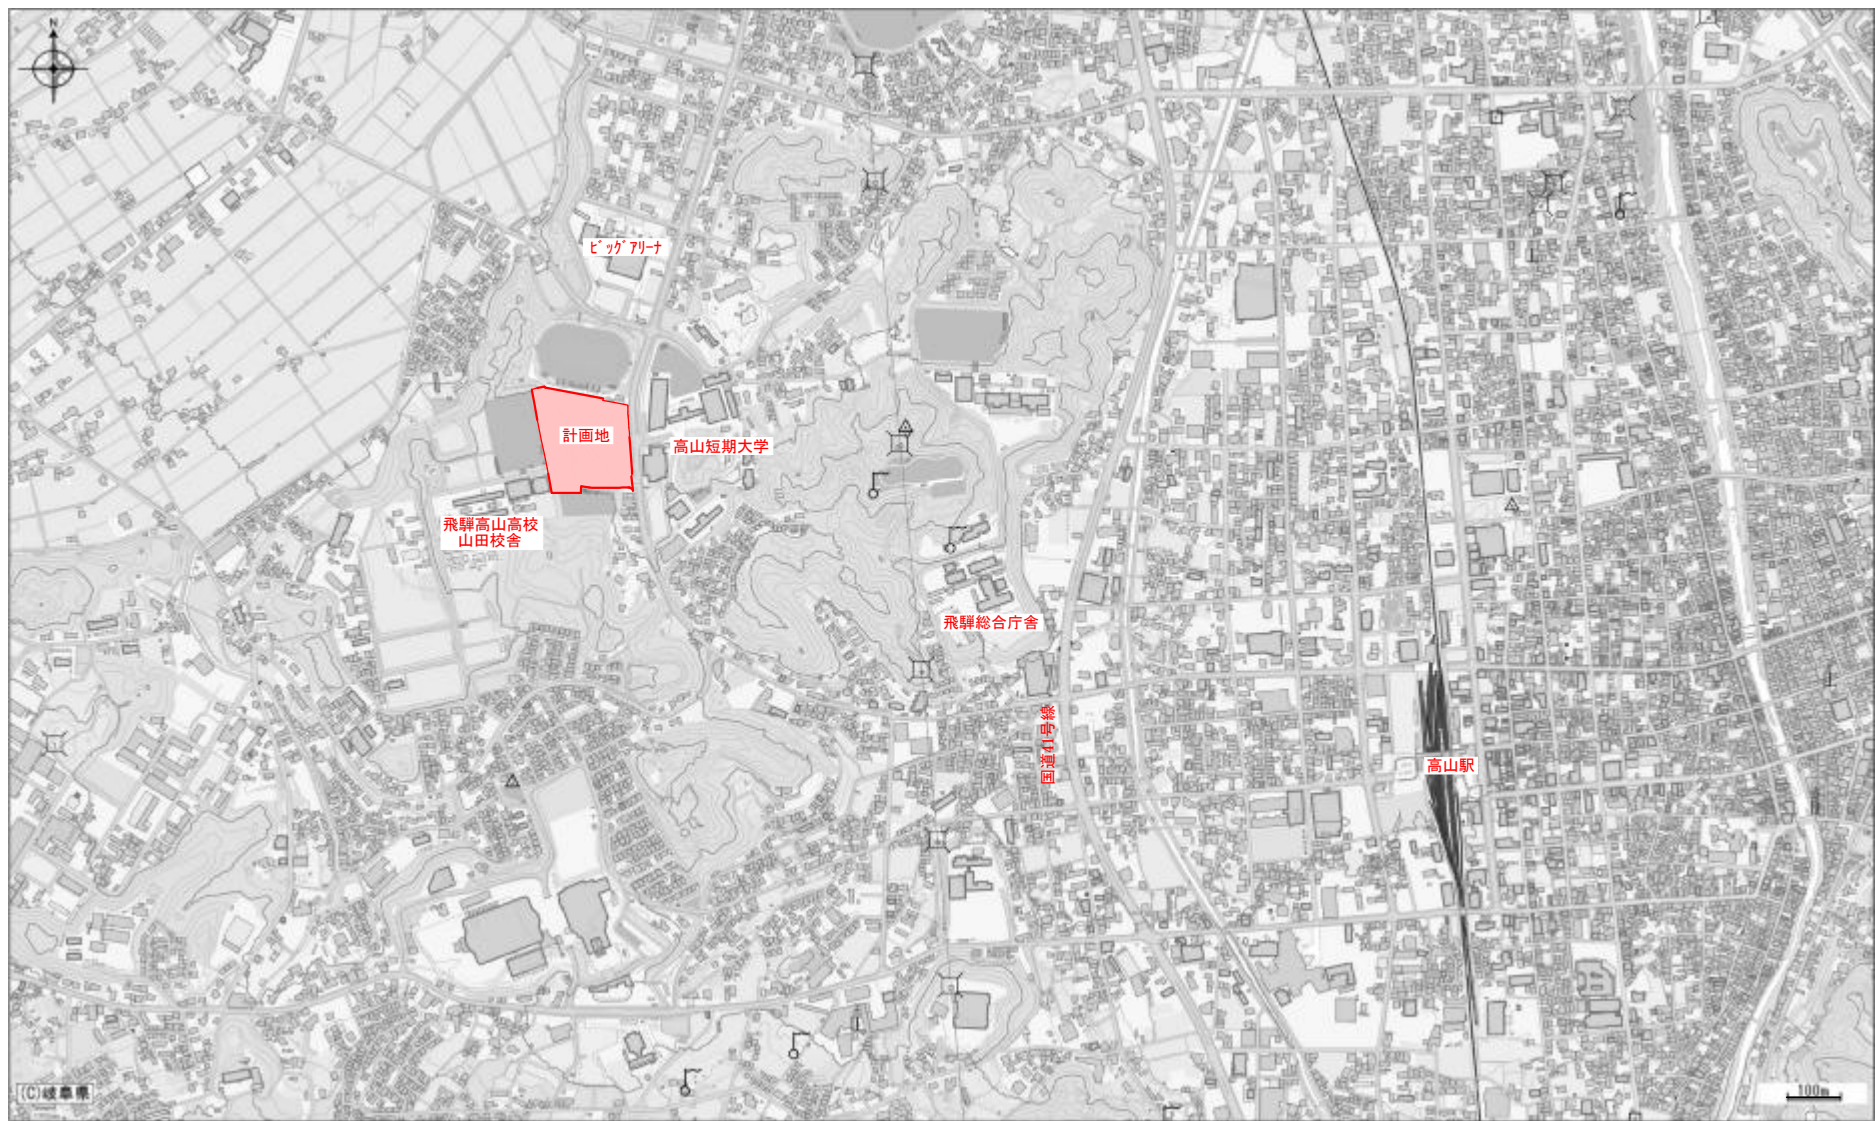 N
ﾋﾞｯｸﾞｱﾘｰﾅ
計画地
高山短期大学
飛騨高山高校
山田校舎
飛騨総合庁舎
国道41号線
高山駅
(C)岐阜県
100m